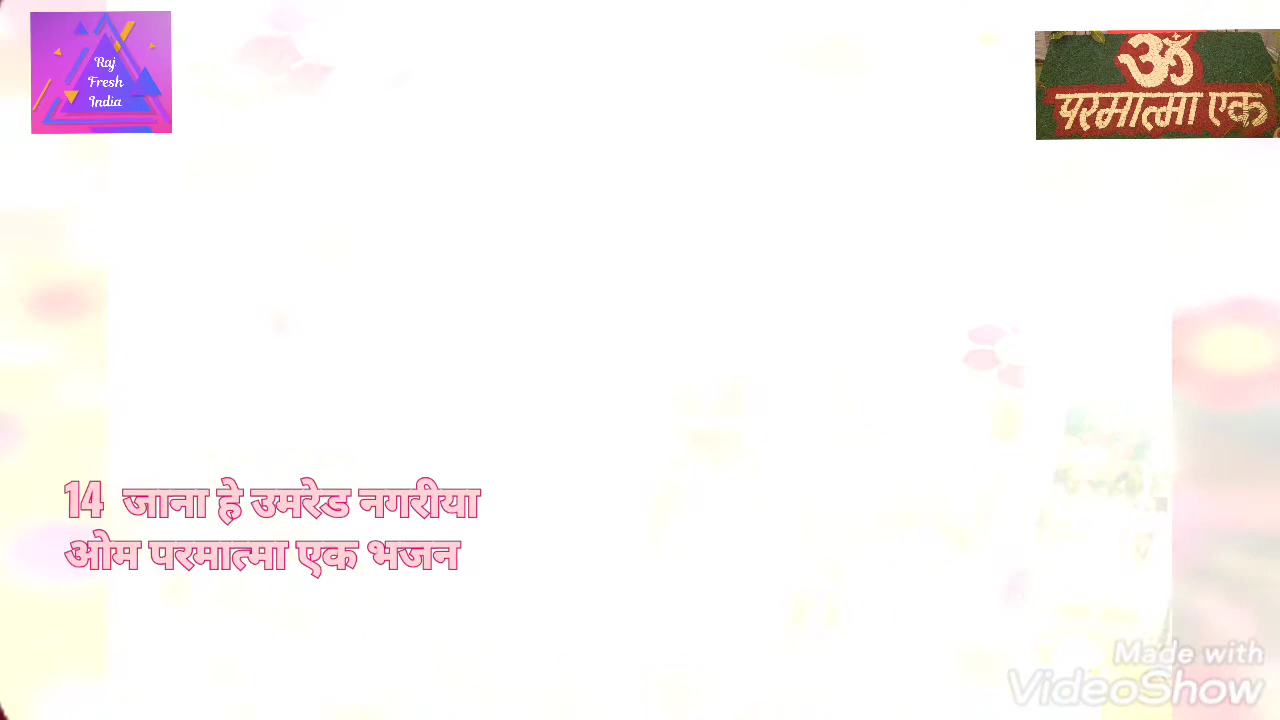 Raj
Fresh
India
ॐ
परमात्मा एक
14 जाना हे उमरेड नगरीया
ओम परमात्मा एक भजन
Made with
VideoShow